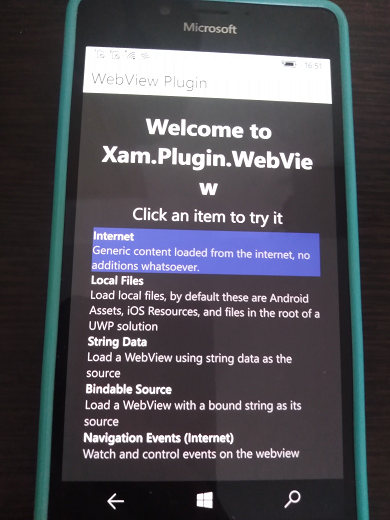 Microsoft
16:51
WebView Plugin
Welcome to
Xam.Plugin.WebVie
w
Click an item to try it
Internet
Generic content loaded from the internet, no
additions whatsoever.
Local Files
Load local files, by default these are Android
Assets, iOS Resources, and files in the root of a
UWP solution
String Data
Load a WebView using string data as the
source
Bindable Source
Load a WebView with a bound string as its
source
Navigation Events (Internet)
Watch and control events on the webview